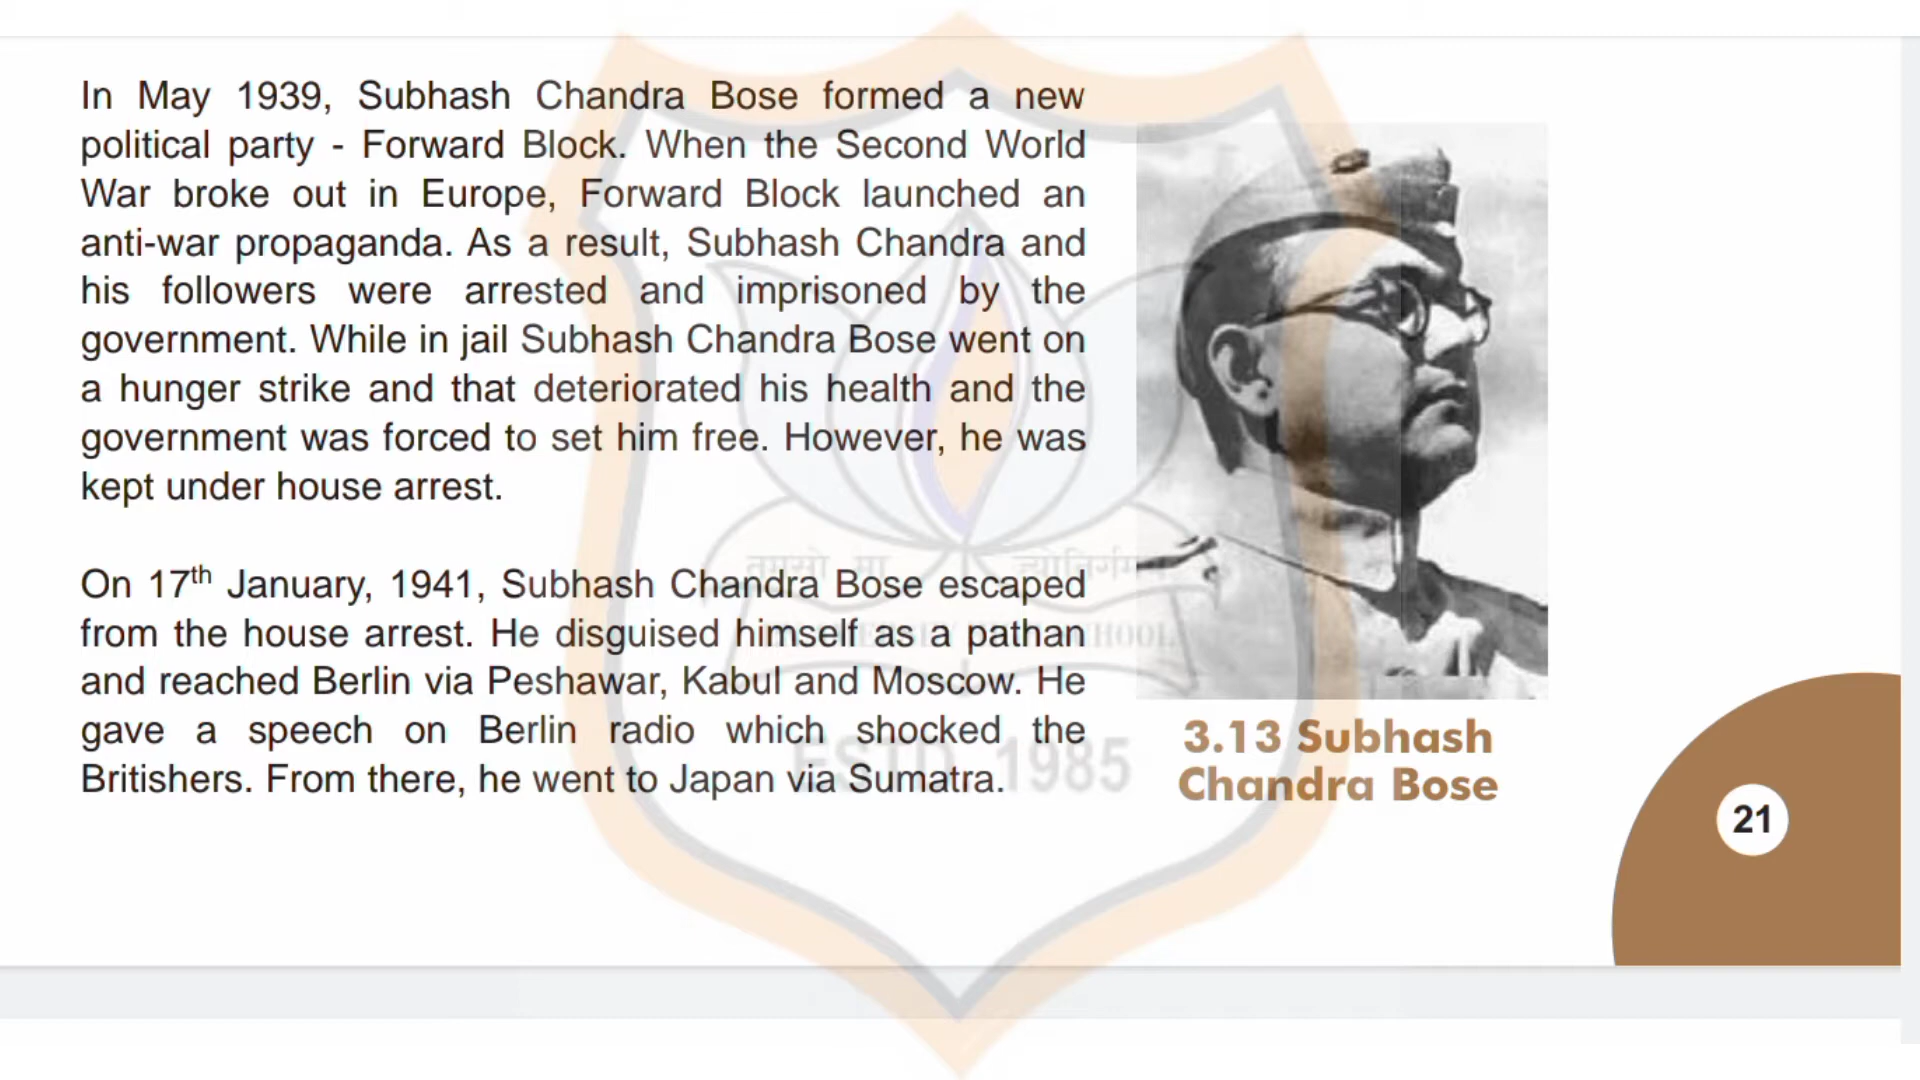 In May 1939, Subhash Chandra Bose formed a new
political party - Forward Block. When the Second World
War broke out in Europe, Forward Block launched an
anti-war propaganda. As a result, Subhash Chandra and
his followers were arrested and imprisoned by the
government. While in jail Subhash Chandra Bose went on
a hunger strike and that deteriorated his health and the
government was forced to set him free. However, he was
kept under house arrest.
On 17th January, 1941, Subhash Chandra Bose escaped
from the house arrest. He disguised himself as a pathan
and reached Berlin via Peshawar, Kabul and Moscow. He
gave a speech on Berlin radio which shocked the
Britishers. From there, he went to Japan via Sumatra.
3.13 Subhash
Chandra Bose
21
तमसो मा
ESTD. 1985